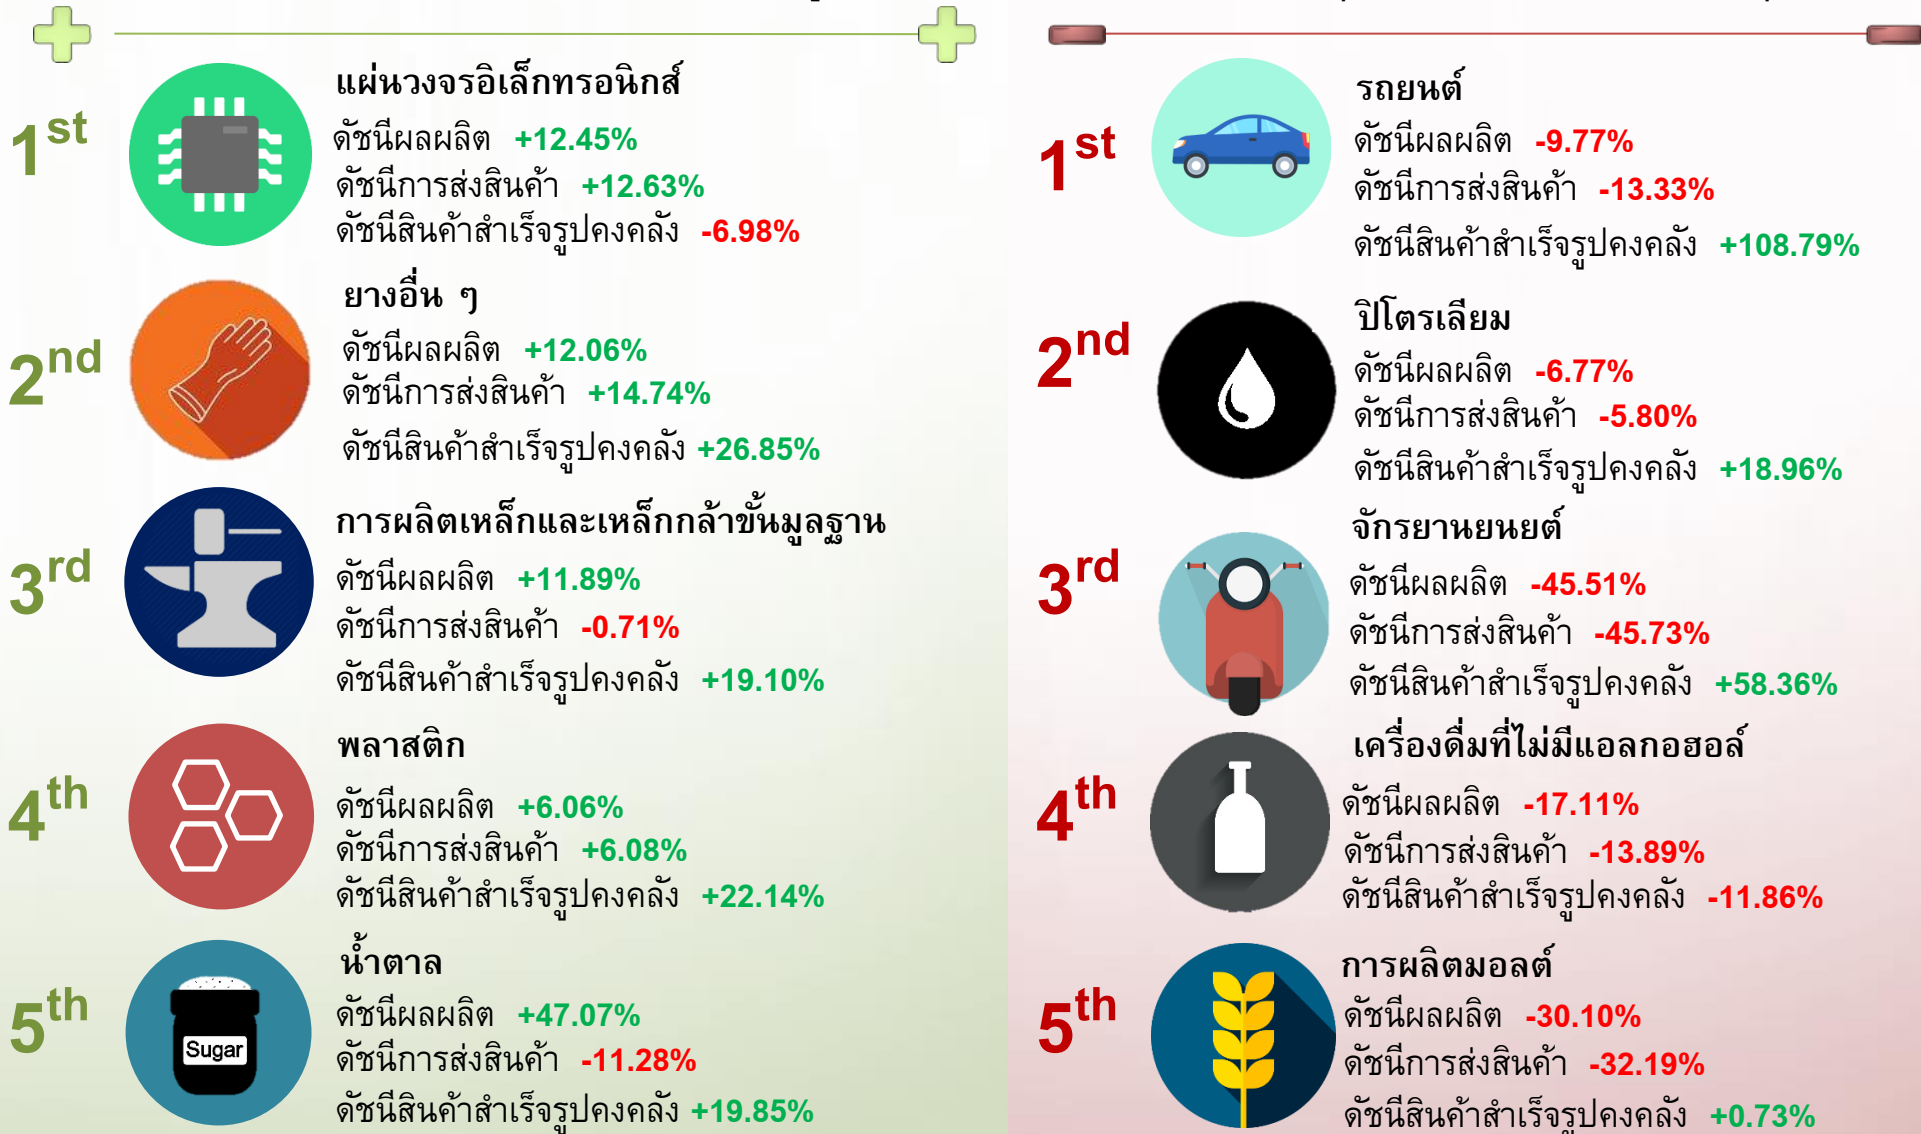 1st
แผ่นวงจรอิเล็กทรอนิกส์
ดัชนีผลผลิต +12.45%
ดัชนีการส่งสินค้า +12.63%
ดัชนีสินค้าสำเร็จรูปคงคลัง -6.98%
2nd
ยางอื่น ๆ
ดัชนีผลผลิต +12.06%
ดัชนีการส่งสินค้า +14.74%
ดัชนีสินค้าสำเร็จรูปคงคลัง +26.85%
3rd
การผลิตเหล็กและเหล็กกล้าขั้นมูลฐาน
ดัชนีผลผลิต +11.89%
ดัชนีการส่งสินค้า -0.71%
ดัชนีสินค้าสำเร็จรูปคงคลัง +19.10%
4th
พลาสติก
ดัชนีผลผลิต +6.06%
ดัชนีการส่งสินค้า +6.08%
ดัชนีสินค้าสำเร็จรูปคงคลัง +22.14%
5th
Sugar
น้ำตาล
ดัชนีผลผลิต +47.07%
ดัชนีการส่งสินค้า -11.28%
ดัชนีสินค้าสำเร็จรูปคงคลัง +19.85%
1st
รถยนต์
ดัชนีผลผลิต -9.77%
ดัชนีการส่งสินค้า -13.33%
ดัชนีสินค้าสำเร็จรูปคงคลัง +108.79%
2nd
ปิโตรเลียม
ดัชนีผลผลิต -6.77%
ดัชนีการส่งสินค้า -5.80%
ดัชนีสินค้าสำเร็จรูปคงคลัง +18.96%
3rd
จักรยานยนยต์
ดัชนีผลผลิต -45.51%
ดัชนีการส่งสินค้า -45.73%
ดัชนีสินค้าสำเร็จรูปคงคลัง +58.36%
4th
เครื่องดื่มที่ไม่มีแอลกอฮอล์
ดัชนีผลผลิต -17.11%
ดัชนีการส่งสินค้า -13.89%
ดัชนีสินค้าสำเร็จรูปคงคลัง -11.86%
5th
การผลิตมอลต์
ดัชนีผลผลิต -30.10%
ดัชนีการส่งสินค้า -32.19%
ดัชนีสินค้าสำเร็จรูปคงคลัง +0.73%